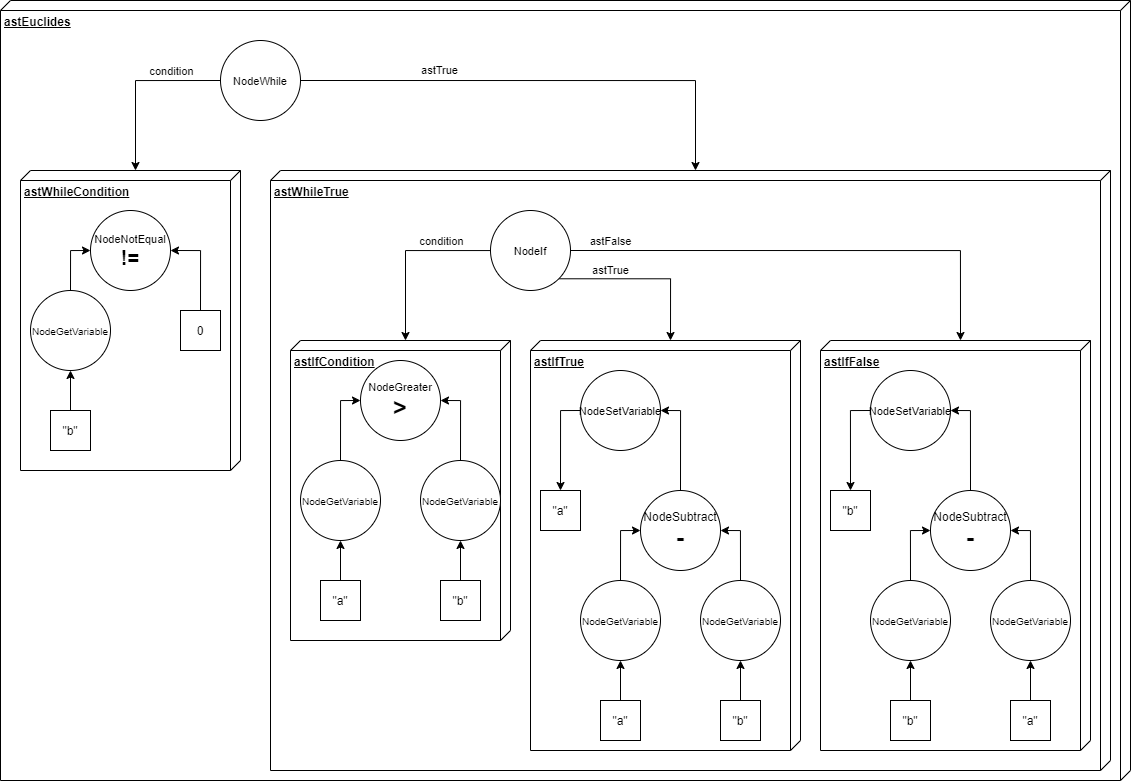 astEuclides
NodeWhile
condition
astTrue
astWhileCondition
NodeNotEqual
!=
NodeGetVariable
0
"b"
astWhileTrue
NodeIf
condition
astFalse
astTrue
astIfCondition
NodeGreater
>
NodeGetVariable
NodeGetVariable
"a"
"b"
astIfTrue
NodeSetVariable
"a"
NodeSubtract
-
NodeGetVariable
NodeGetVariable
"a"
"b"
astIfFalse
NodeSetVariable
"b"
NodeSubtract
-
NodeGetVariable
NodeGetVariable
"b"
"a"